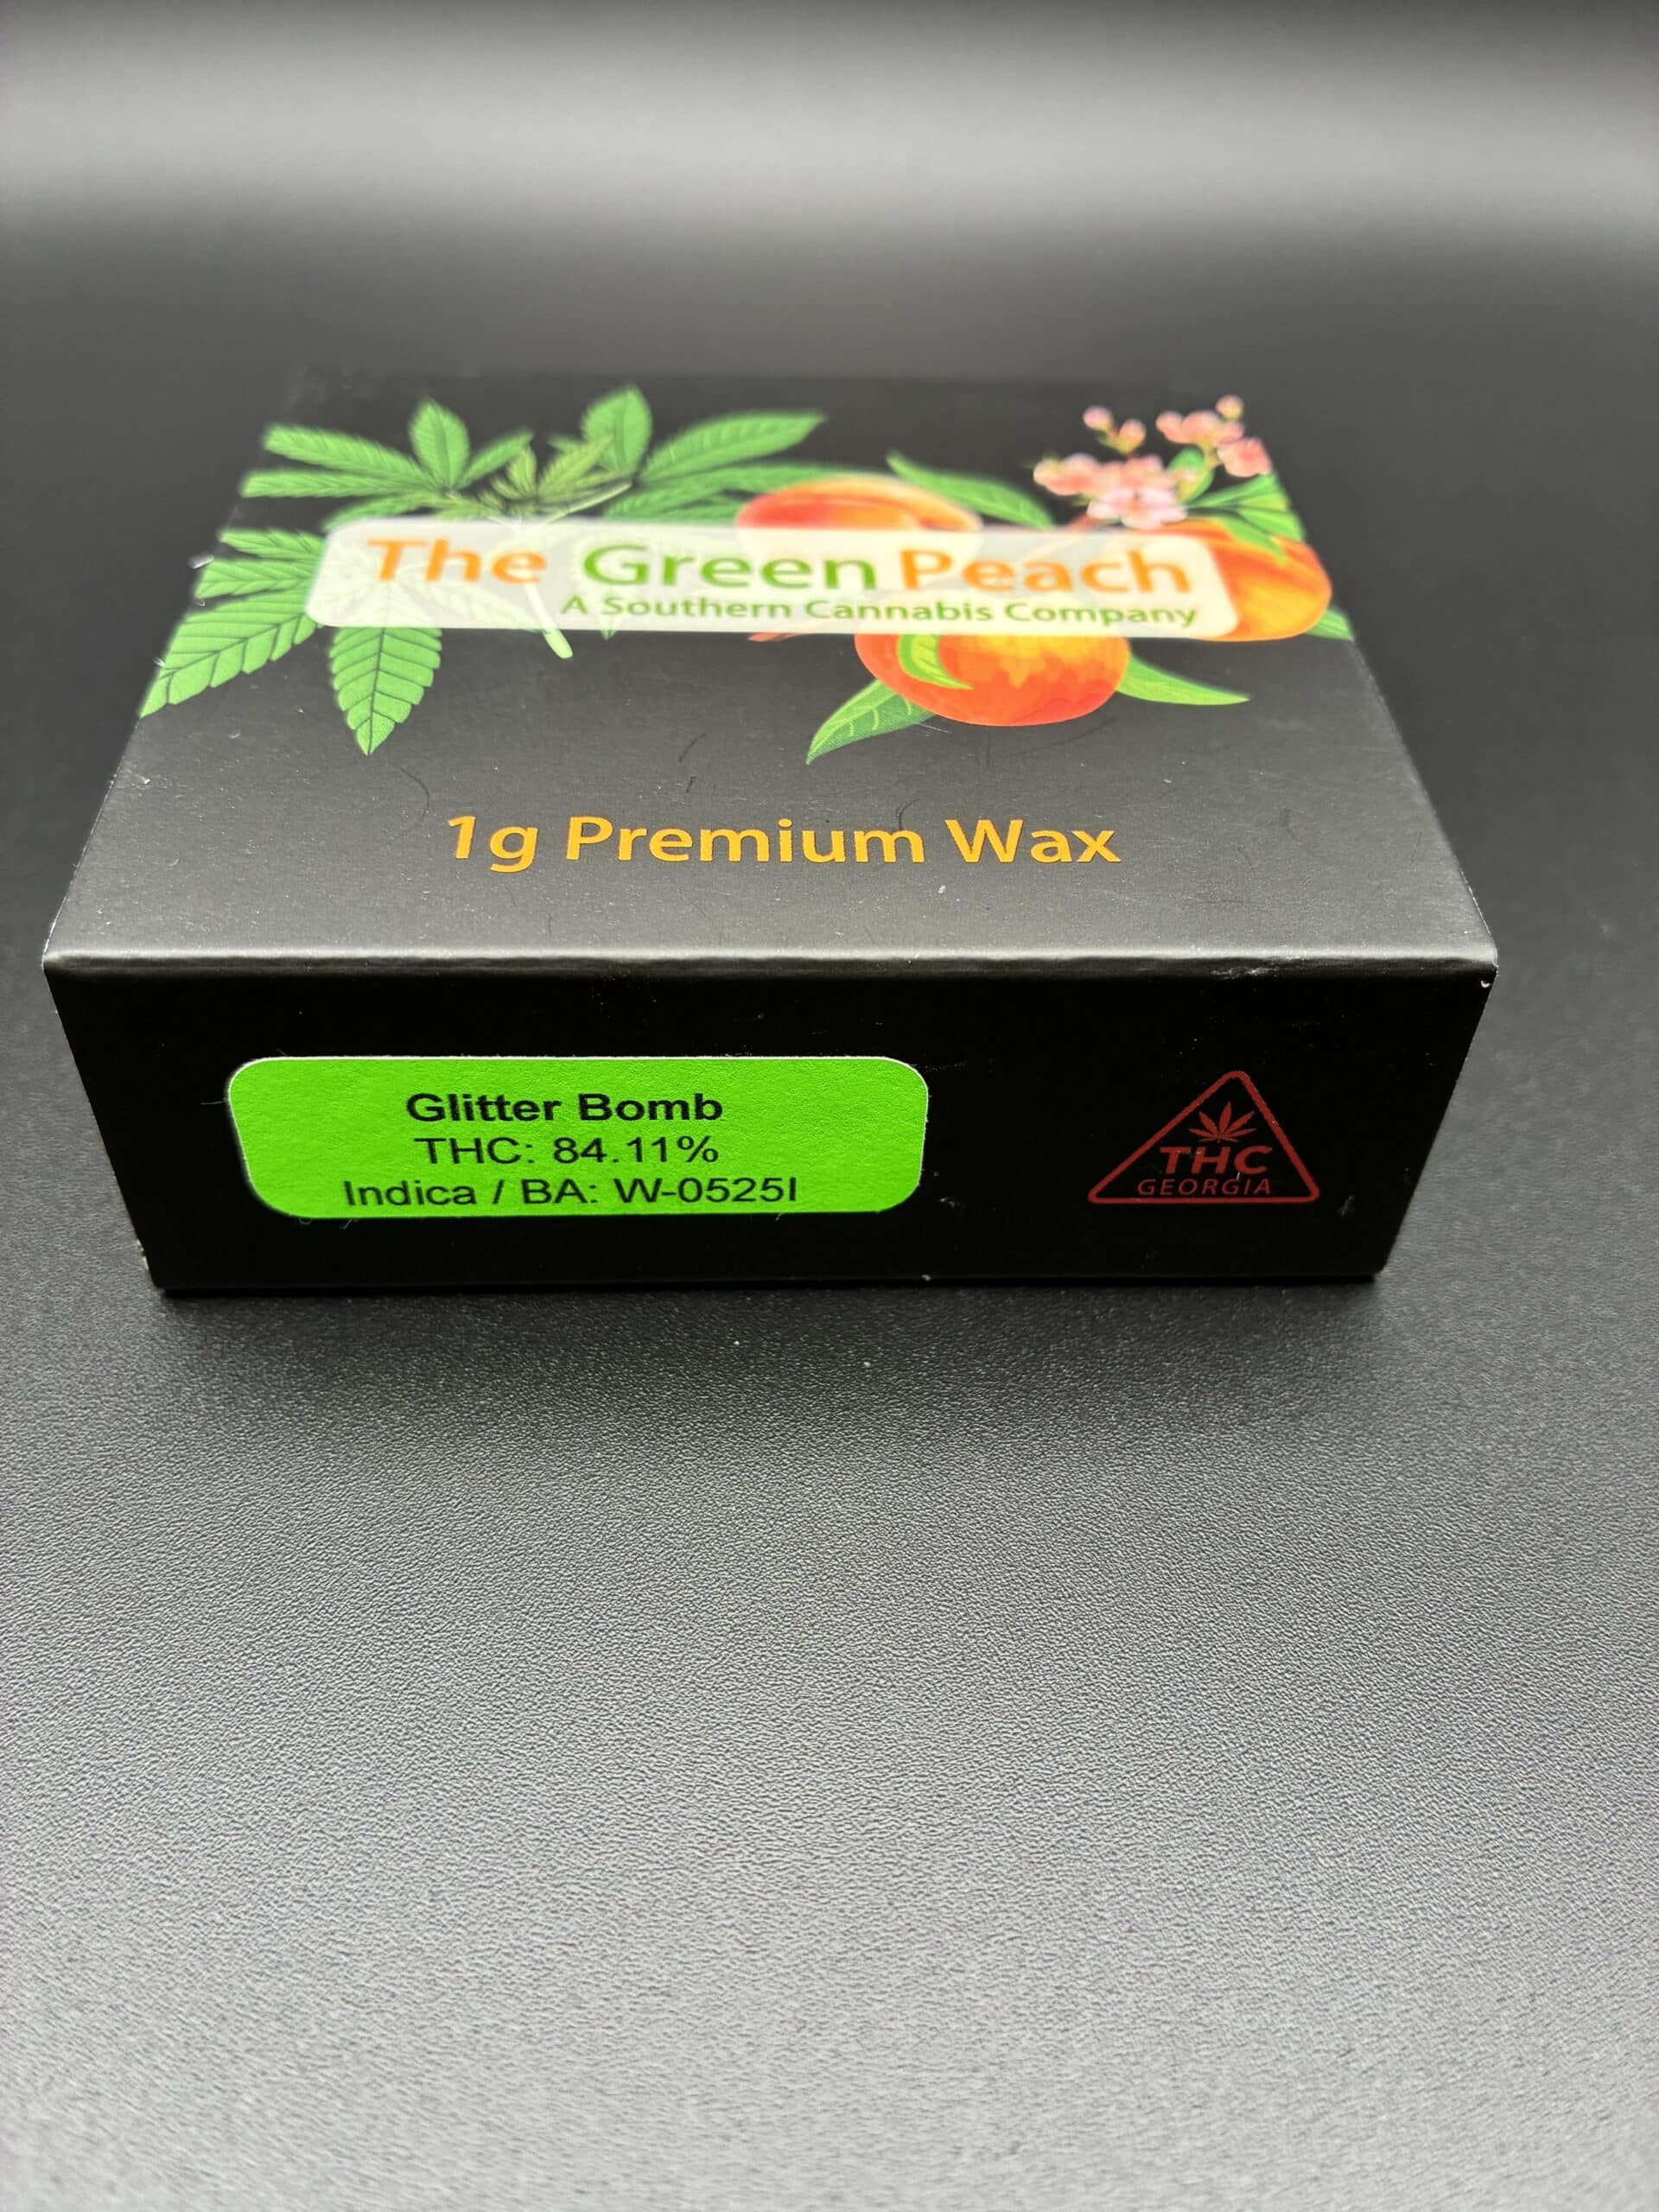 The Green Peach
A Southern Cannabis Company
1g Premium Wax
Glitter Bomb
THC: 84.11%
Indica / BA: W-0525I
THC
GEORGIA